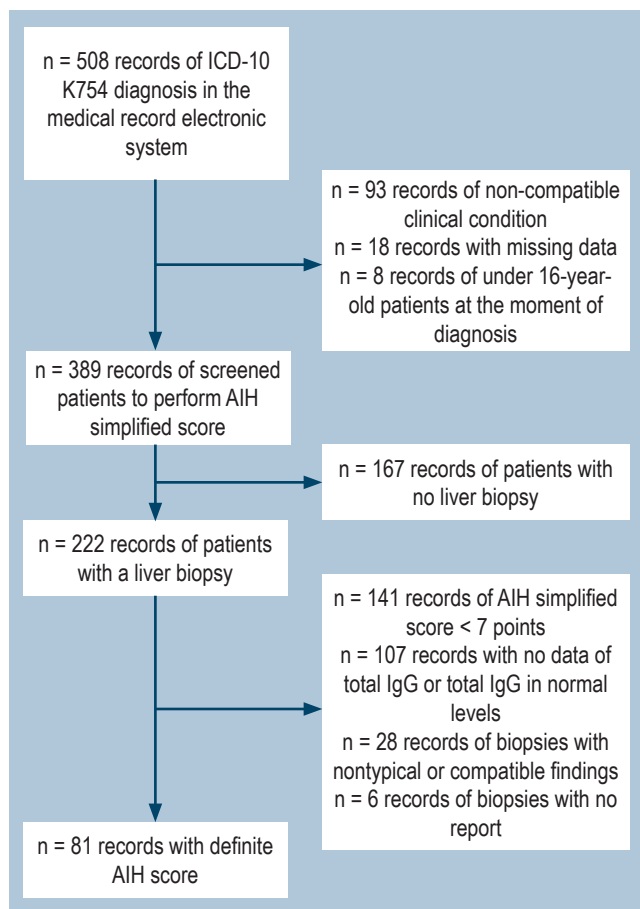 n = 508 records of ICD-10
K754 diagnosis in the
medical record electronic
system
n = 93 records of non-compatible
clinical condition
n = 18 records with missing data
n = 8 records of under 16-year-
old patients at the moment of
diagnosis
n = 389 records of screened
patients to perform AIH
simplified score
n = 167 records of patients with
no liver biopsy
n = 222 records of patients
with a liver biopsy
n = 141 records of AIH simplified
score < 7 points
n = 107 records with no data of
total IgG or total IgG in normal
levels
n = 28 records of biopsies with
nontypical or compatible findings
n = 6 records of biopsies with no
report
n = 81 records with definite
AIH score